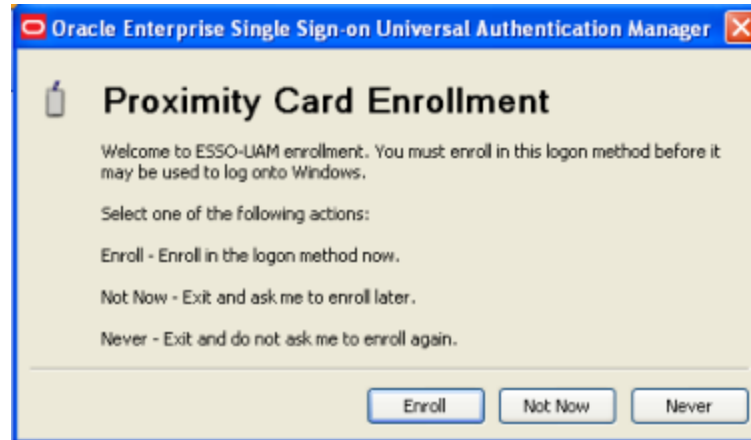 Oracle Enterprise Single Sign-on Universal Authentication Manager
Proximity Card Enrollment
Welcome to ESSO-UAM enrollment. You must enroll in this logon method before it
may be used to log onto Windows.
Select one of the following actions:
Enroll - Enroll in the logon method now.
Not Now - Exit and ask me to enroll later.
Never - Exit and do not ask me to enroll again.
Enroll Not Now Never